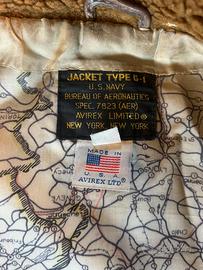 JACKET TYPE G-1
U.S. NAVY
BUREAU OF AERONAUTICS
SPEC. 7823 (AER)
AVIREX LIMITED ®
NEW YORK NEW YORK
MADE IN
U.S.A.
AVIREX LTD